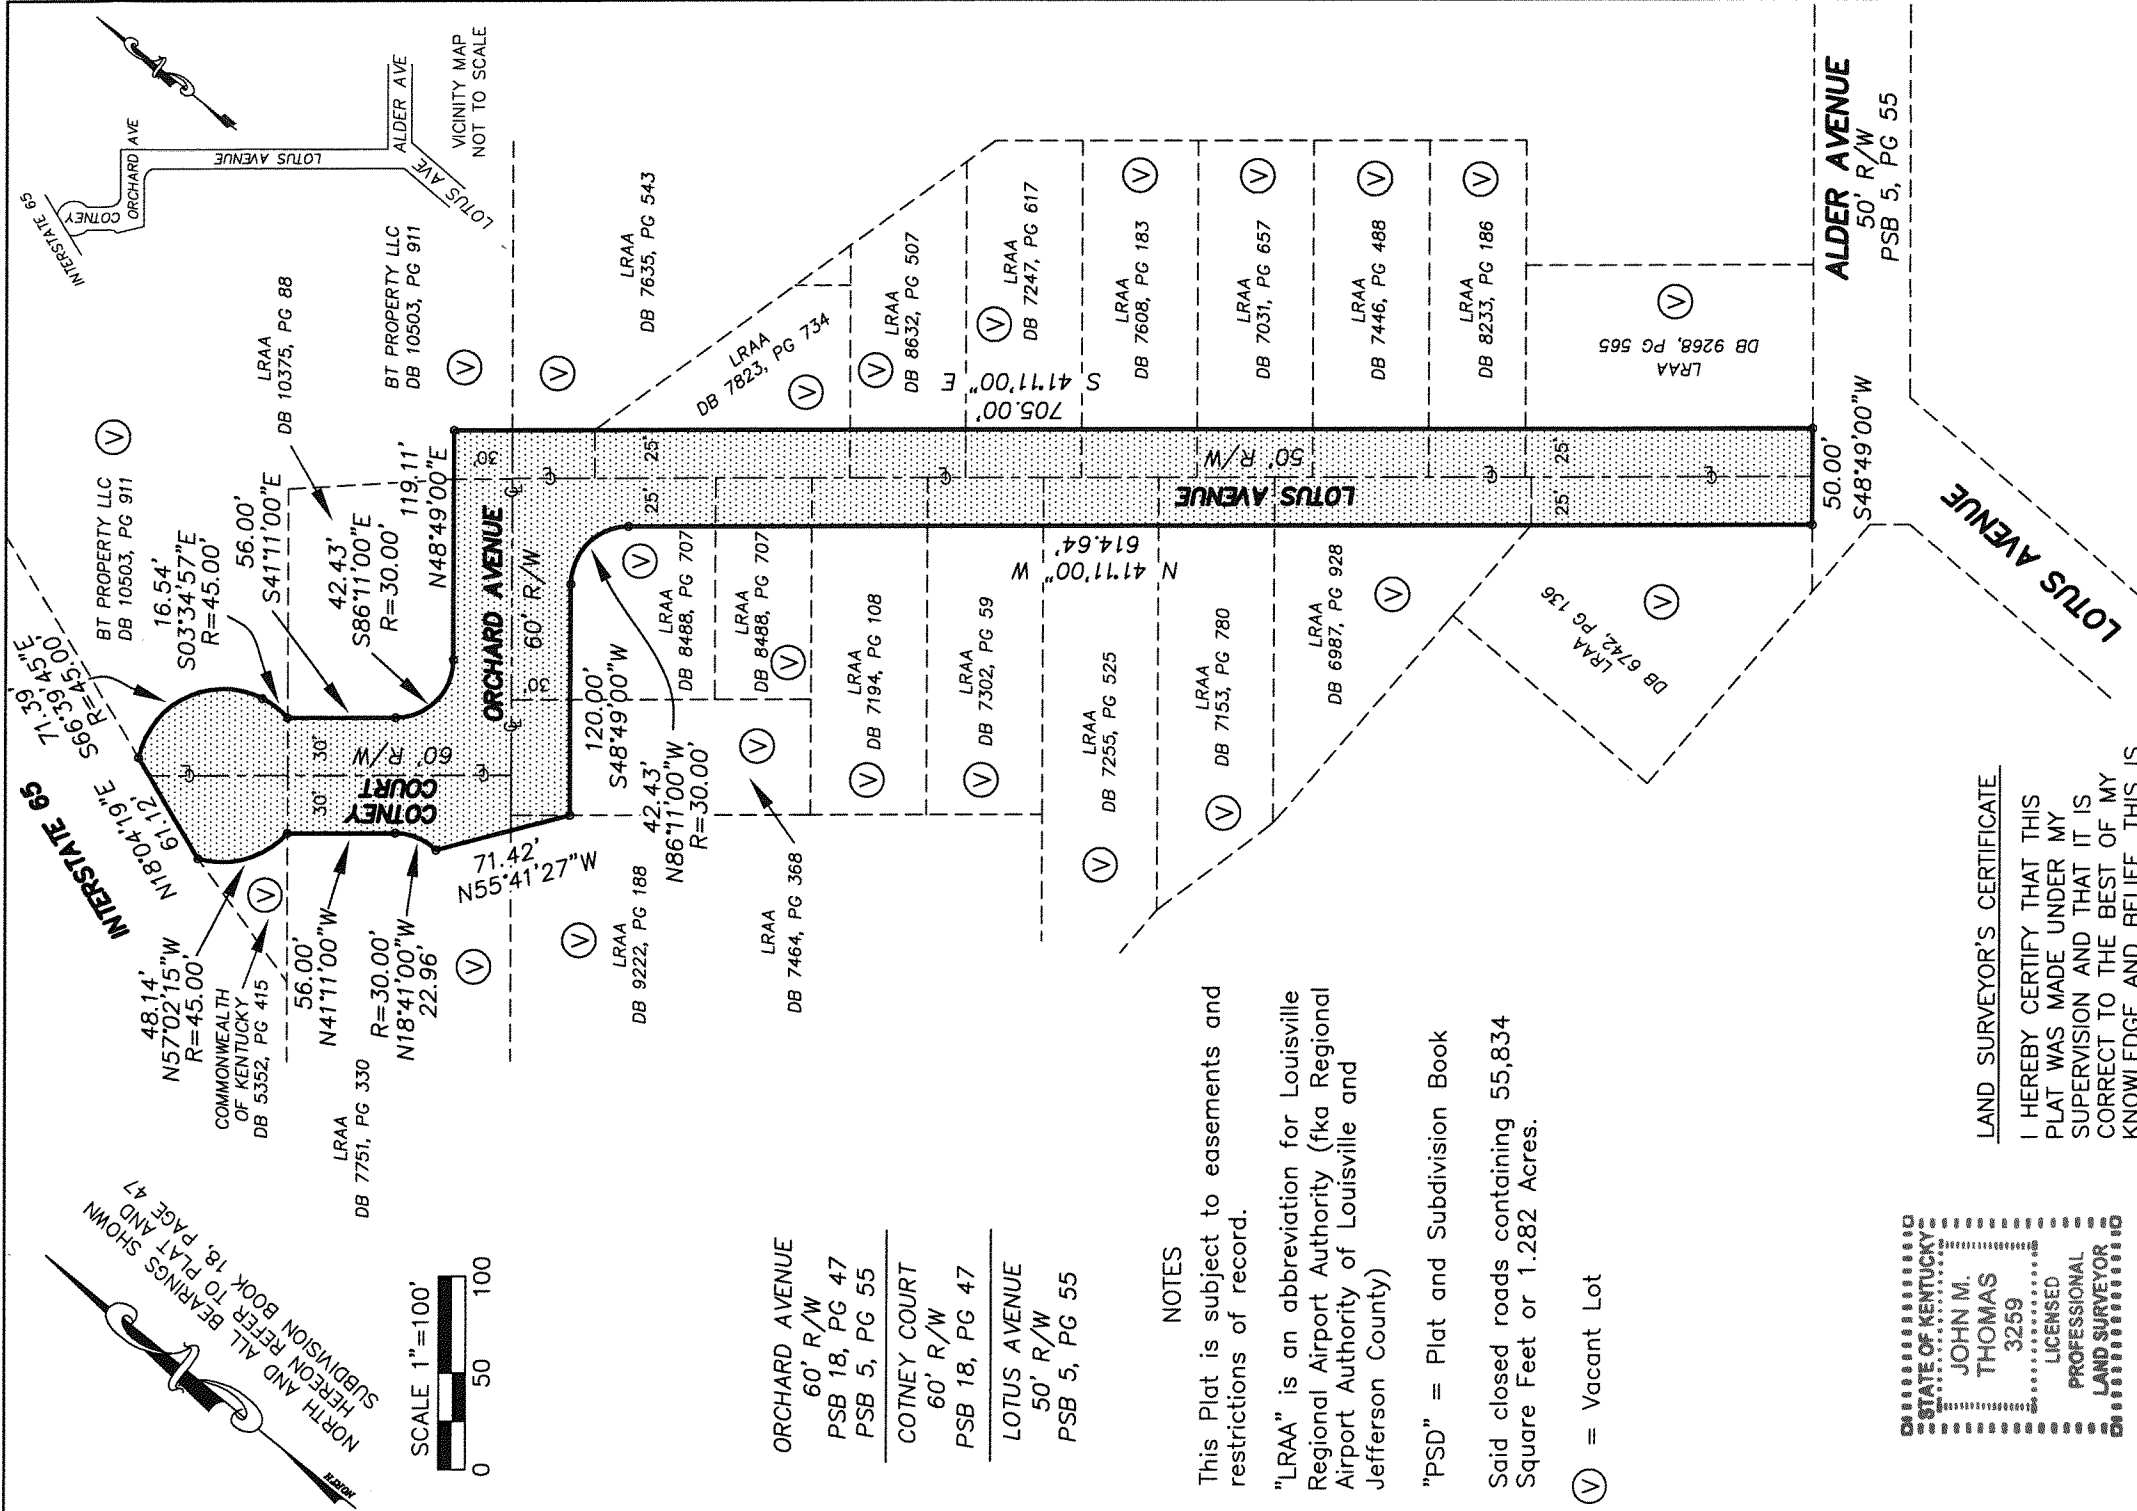 INTERSTATE 65
COTNEY
ORCHARD AVE
LOTUS AVENUE
ALDER AVE
LOTUS AVE
VICINITY MAP
NOT TO SCALE
NORTH AND ALL BEARINGS SHOWN
HEREON REFER TO PLAT AND
SUBDIVISION BOOK 18, PAGE 47
NORTH
SCALE 1"=100'
0 50 100
INTERSTATE 65
N18°04'19"E
61.12'
71.39'
S66°39'45"E
R=45.00'
BT PROPERTY LLC
DB 10503, PG 911
V
16.54'
S03°34'57"E
R=45.00'
56.00'
S41°11'00"E
LRAA
DB 10375, PG 88
42.43'
S86°11'00"E
R=30.00'
119.11'
N48°49'00"E
BT PROPERTY LLC
DB 10503, PG 911
V
48.14'
N57°02'15"W
R=45.00'
COMMONWEALTH
OF KENTUCKY
DB 5352, PG 415
V
56.00'
N41°11'00"W
R=30.00'
N18°41'00"W
22.96'
LRAA
DB 7751, PG 330
V
30'
30'
60' R/W
COTNEY
COURT
ORCHARD AVENUE
60' R/W
30'
30'
71.42'
N55°41'27"W
120.00'
S48°49'00"W
42.43'
N86°11'00"W
R=30.00'
LRAA
DB 9222, PG 188
V
LRAA
DB 7464, PG 368
V
LRAA
DB 8488, PG 707
V
LRAA
DB 8488, PG 707
V
LRAA
DB 7194, PG 108
V
LRAA
DB 7302, PG 59
V
LRAA
DB 7255, PG 525
V
LRAA
DB 7153, PG 780
V
LRAA
DB 6987, PG 928
V
LRAA
DB 6742, PG 136
V
N 41°11'00" W
614.64'
25'
25'
50' R/W
LOTUS AVENUE
25'
25'
705.00'
S 41°11'00" E
LRAA
DB 7635, PG 543
V
LRAA
DB 7823, PG 734
V
LRAA
DB 8632, PG 507
V
LRAA
DB 7247, PG 617
V
LRAA
DB 7608, PG 183
V
LRAA
DB 7031, PG 657
V
LRAA
DB 7446, PG 488
V
LRAA
DB 8233, PG 186
V
LRAA
DB 9268, PG 565
V
50.00'
S48°49'00"W
ALDER AVENUE
50' R/W
PSB 5, PG 55
LOTUS AVENUE
ORCHARD AVENUE
60' R/W
PSB 18, PG 47
PSB 5, PG 55
COTNEY COURT
60' R/W
PSB 18, PG 47
LOTUS AVENUE
50' R/W
PSB 5, PG 55
NOTES
This Plat is subject to easements and
restrictions of record.
"LRAA" is an abbreviation for Louisville
Regional Airport Authority (fka Regional
Airport Authority of Louisville and
Jefferson County)
"PSD" = Plat and Subdivision Book
Said closed roads containing 55,834
Square Feet or 1.282 Acres.
V = Vacant Lot
LAND SURVEYOR'S CERTIFICATE
I HEREBY CERTIFY THAT THIS
PLAT WAS MADE UNDER MY
SUPERVISION AND THAT IT IS
CORRECT TO THE BEST OF MY
KNOWLEDGE AND BELIEF. THIS IS
STATE OF KENTUCKY
JOHN M.
THOMAS
3259
LICENSED
PROFESSIONAL
LAND SURVEYOR